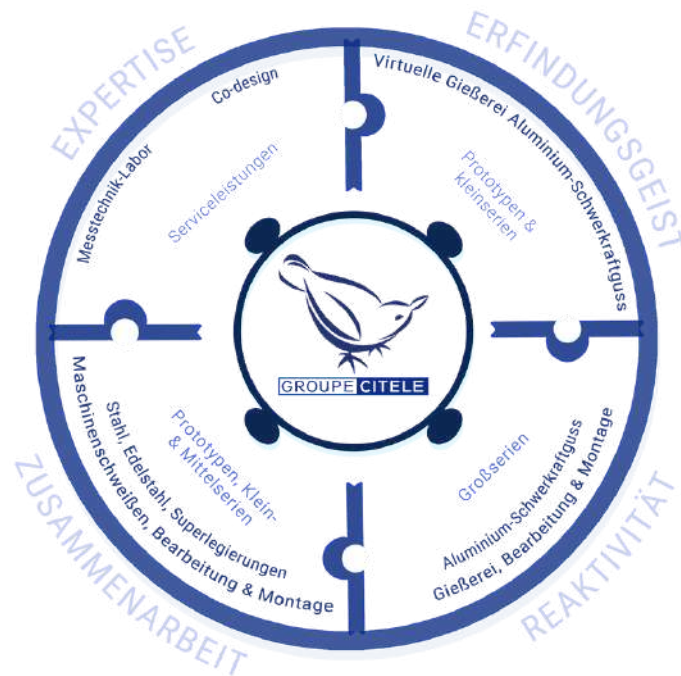 EXPERTISE
Co-design
Messtechnik-Labor
Serviceleistungen
ERFINDUNGSGEIST
Virtuelle Gießerei Aluminium-Schwerkraftguss
Prototypen &
kleinserien
GROUPE CITELE
Prototypen, Klein-
& Mittelserien
Stahl, Edelstahl, Superlegierungen
Maschinenschweißen, Bearbeitung & Montage
ZUSAMMENARBEIT
Großserien
Aluminium-Schwerkraftguss
Gießerei, Bearbeitung & Montage
REAKTIVITÄT